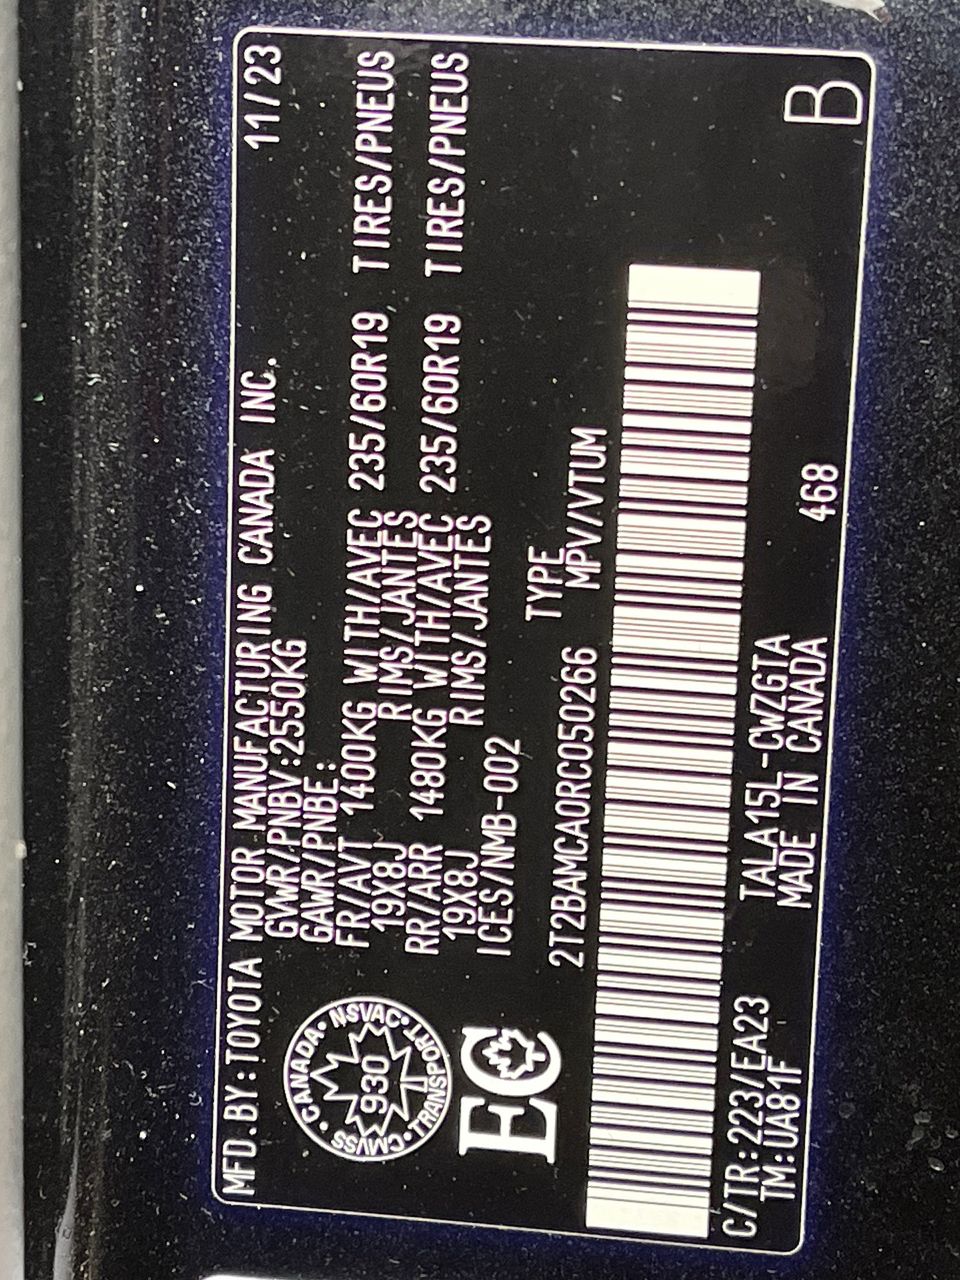 MFD.BY:TOYOTA MOTOR MANUFACTURING CANADA INC. 11/23
GVWR/PNBV:2550KG
GAWR/PNBE:
FR/AVT 1400KG WITH/AVEC 235/60R19 TIRES/PNEUS
19X8J RIMS/JANTES
RR/ARR 1480KG WITH/AVEC 235/60R19 TIRES/PNEUS
19X8J RIMS/JANTES
ICES/NMB-002
CANADA • NSVAC • TRANSPORT • CMVSS •
930
T
EC
TYPE
2T2BAMCA0RC050266 MPV/VTUM
C/TR:223/EA23 TALA15L-CWZGTA
TM:UA81F MADE IN CANADA 468
B